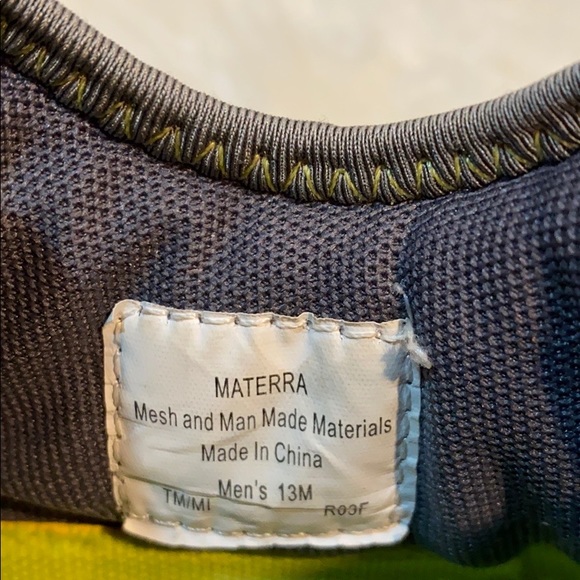 MATERRA
Mesh and Man Made Materials
Made In China
Men's 13M
TM/MI R03F